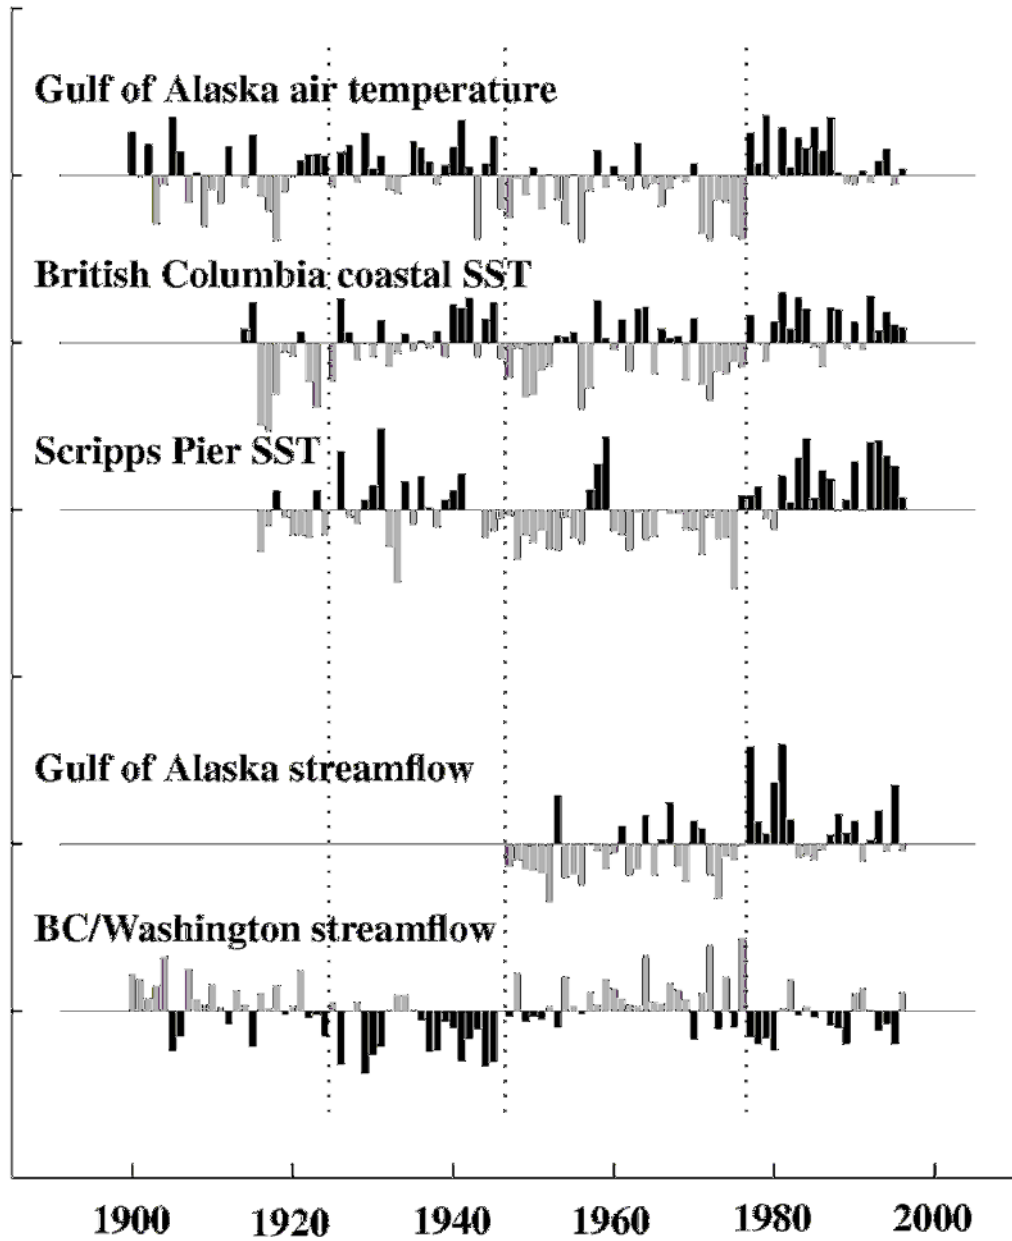 Gulf of Alaska air temperature
British Columbia coastal SST
Scripps Pier SST
Gulf of Alaska streamflow
BC/Washington streamflow
1900 1920 1940 1960 1980 2000